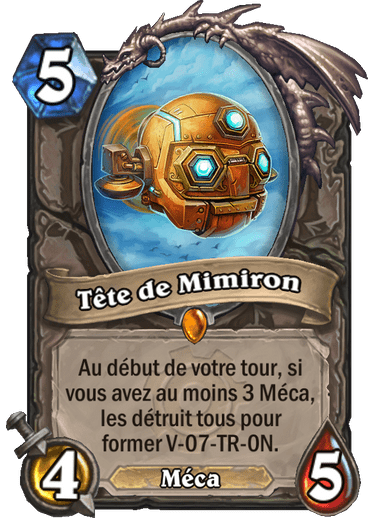 5
Tête de Mimiron
Au début de votre tour, si
vous avez au moins 3 Méca,
les détruit tous pour
former V-07-TR-0N.
4
Méca
5